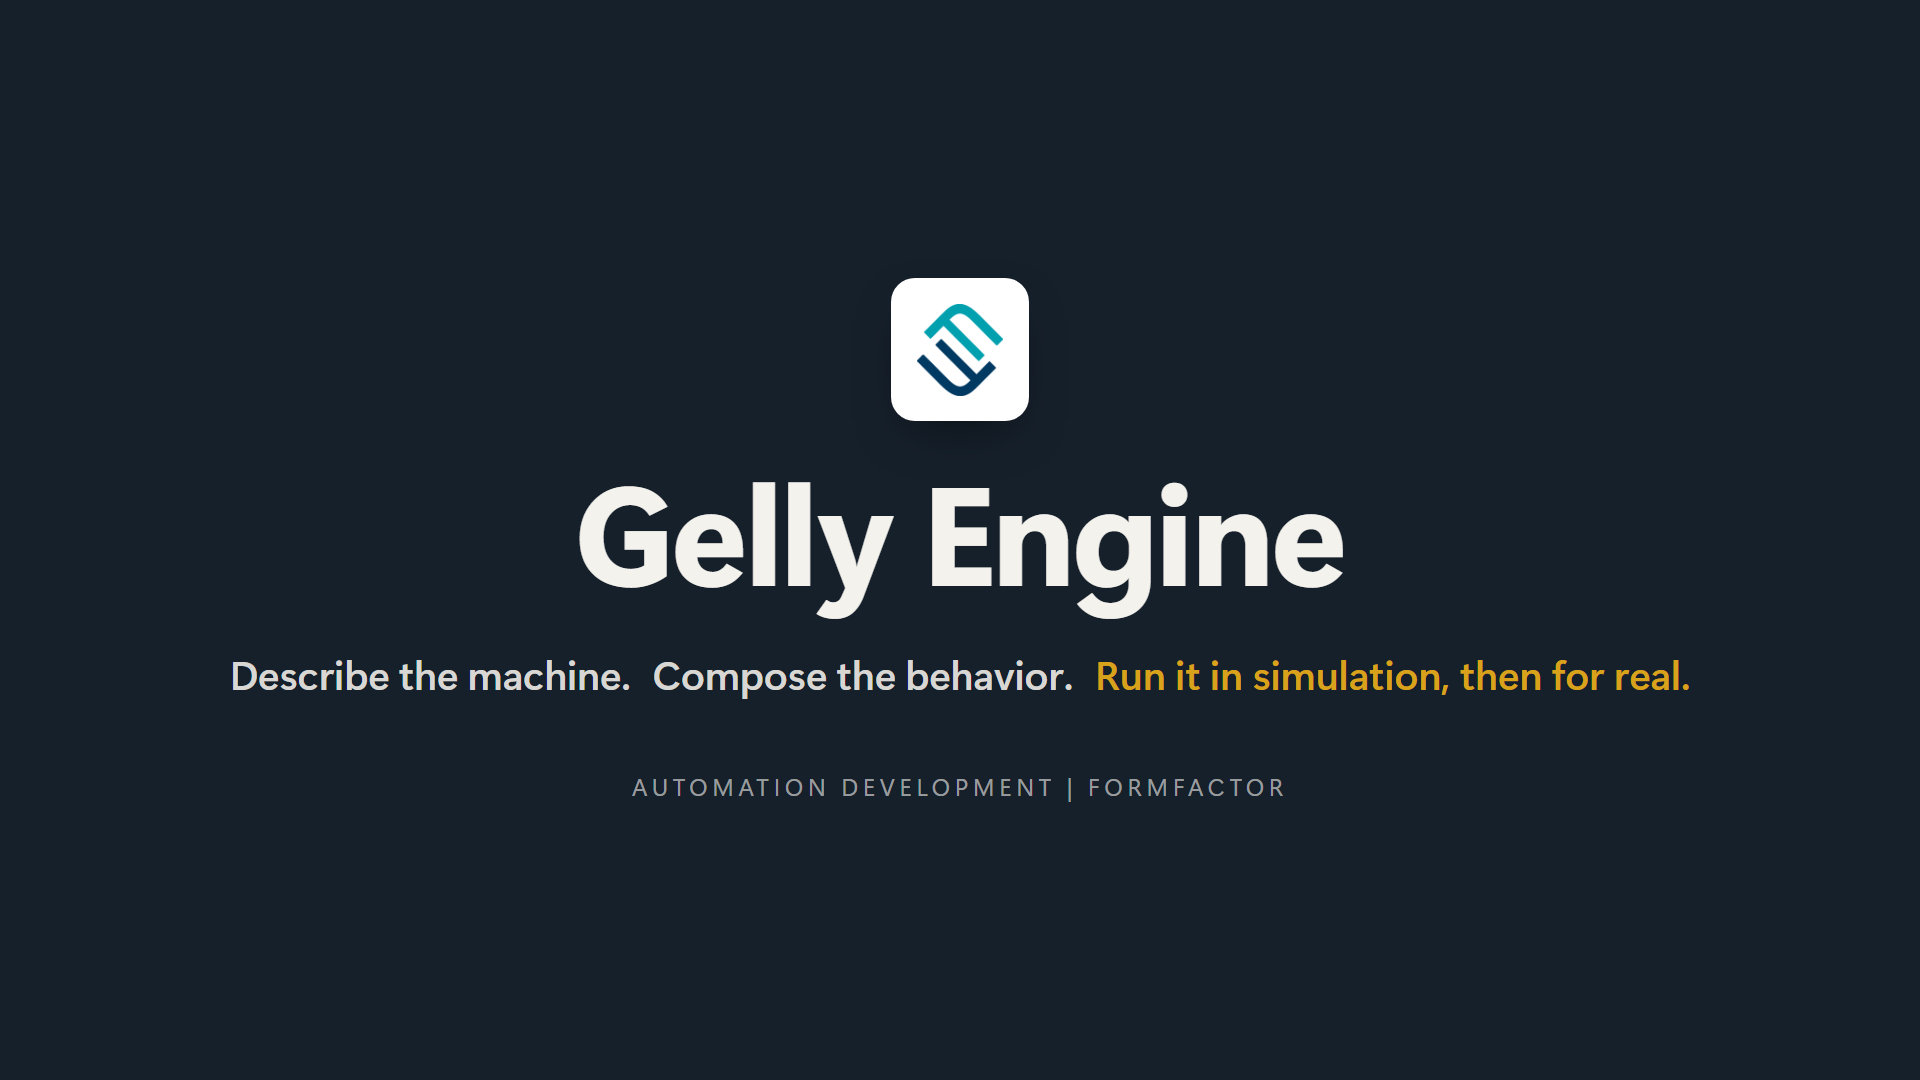 Gelly Engine
Describe the machine. Compose the behavior. Run it in simulation, then for real.
AUTOMATION DEVELOPMENT | FORMFACTOR